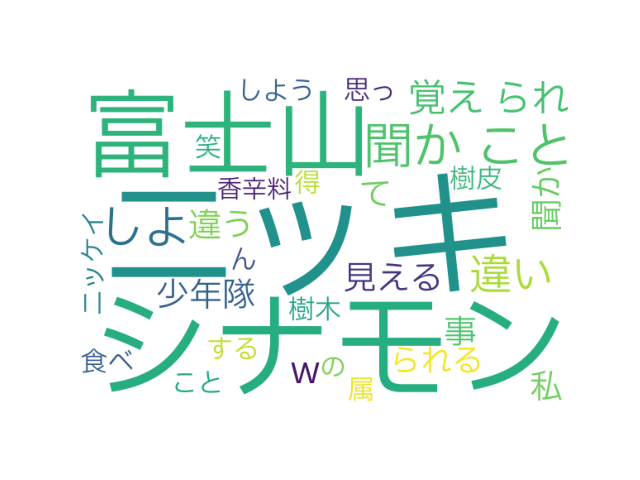 しよう 思っ
富士山 覚え られ
笑 聞か こと
香辛料 得 て 樹皮 聞か
ニッキ
ニッケイ しよ 違う ん 見える 違い
少年隊
シナモン
樹木 事
食べ する w の られる
こと 属 私